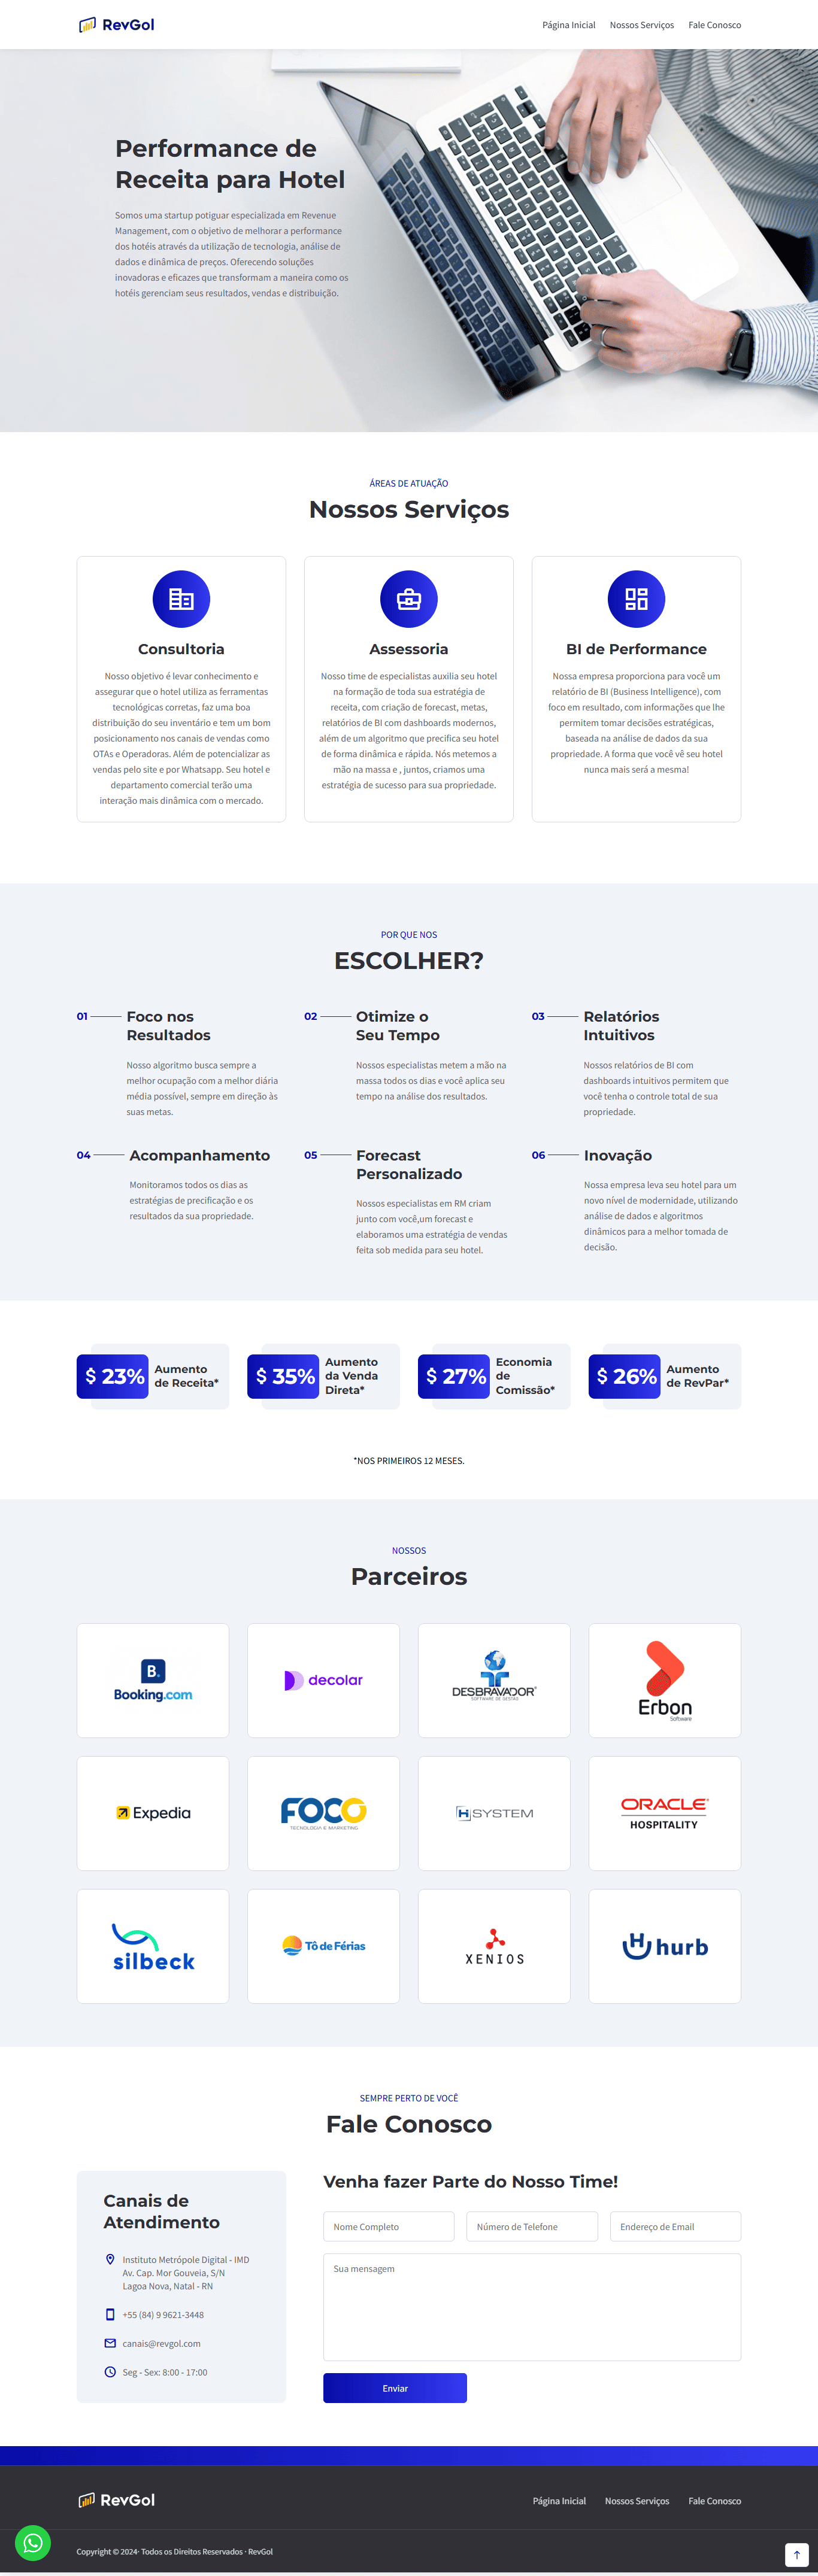 RevGol
Página Inicial
Nossos Serviços
Fale Conosco
Performance de
Receita para Hotel
Somos uma startup potiguar especializada em Revenue
Management, com o objetivo de melhorar a performance
dos hotéis através da utilização de tecnologia, análise de
dados e dinâmica de preços. Oferecendo soluções
inovadoras e eficazes que transformam a maneira como os
hotéis gerenciam seus resultados, vendas e distribuição.
ÁREAS DE ATUAÇÃO
Nossos Serviços
Consultoria
Nosso objetivo é levar conhecimento e
assegurar que o hotel utiliza as ferramentas
tecnológicas corretas, faz uma boa
distribuição do seu inventário e tem um bom
posicionamento nos canais de vendas como
OTAs e Operadoras. Além de potencializar as
vendas pelo site e por Whatsapp. Seu hotel e
departamento comercial terão uma
interação mais dinâmica com o mercado.
Assessoria
Nosso time de especialistas auxilia seu hotel
na formação de toda sua estratégia de
receita, com criação de forecast, metas,
relatórios de BI com dashboards modernos,
além de um algoritmo que precifica seu hotel
de forma dinâmica e rápida. Nós metemos a
mão na massa e , juntos, criamos uma
estratégia de sucesso para sua propriedade.
BI de Performance
Nossa empresa proporciona para você um
relatório de BI (Business Intelligence), com
foco em resultado, com informações que lhe
permitem tomar decisões estratégicas,
baseada na análise de dados da sua
propriedade. A forma que você vê seu hotel
nunca mais será a mesma!
POR QUE NOS
ESCOLHER?
01
Foco nos
Resultados
Nosso algoritmo busca sempre a
melhor ocupação com a melhor diária
média possível, sempre em direção às
suas metas.
02
Otimize o
Seu Tempo
Nossos especialistas metem a mão na
massa todos os dias e você aplica seu
tempo na análise dos resultados.
03
Relatórios
Intuitivos
Nossos relatórios de BI com
dashboards intuitivos permitem que
você tenha o controle total de sua
propriedade.
04
Acompanhamento
Monitoramos todos os dias as
estratégias de precificação e os
resultados da sua propriedade.
05
Forecast
Personalizado
Nossos especialistas em RM criam
junto com você,um forecast e
elaboramos uma estratégia de vendas
feita sob medida para seu hotel.
06
Inovação
Nossa empresa leva seu hotel para um
novo nível de modernidade, utilizando
análise de dados e algoritmos
dinâmicos para a melhor tomada de
decisão.
$ 23%
Aumento
de Receita*
$ 35%
Aumento
da Venda
Direta*
$ 27%
Economia
de
Comissão*
$ 26%
Aumento
de RevPar*
*NOS PRIMEIROS 12 MESES.
NOSSOS
Parceiros
B.
Booking.com
decolar
DESBRAVADOR®
SOFTWARE DE GESTÃO
Erbon
Software
Expedia
FOCO
TECNOLOGIA E MARKETING
HSYSTEM
ORACLE®
HOSPITALITY
silbeck
Tô de Férias
XENIOS
hurb
SEMPRE PERTO DE VOCÊ
Fale Conosco
Canais de
Atendimento
Instituto Metrópole Digital - IMD
Av. Cap. Mor Gouveia, S/N
Lagoa Nova, Natal - RN
+55 (84) 9 9621-3448
canais@revgol.com
Seg - Sex: 8:00 - 17:00
Venha fazer Parte do Nosso Time!
Nome Completo
Número de Telefone
Endereço de Email
Sua mensagem
Enviar
RevGol
Página Inicial
Nossos Serviços
Fale Conosco
Copyright © 2024· Todos os Direitos Reservados · RevGol